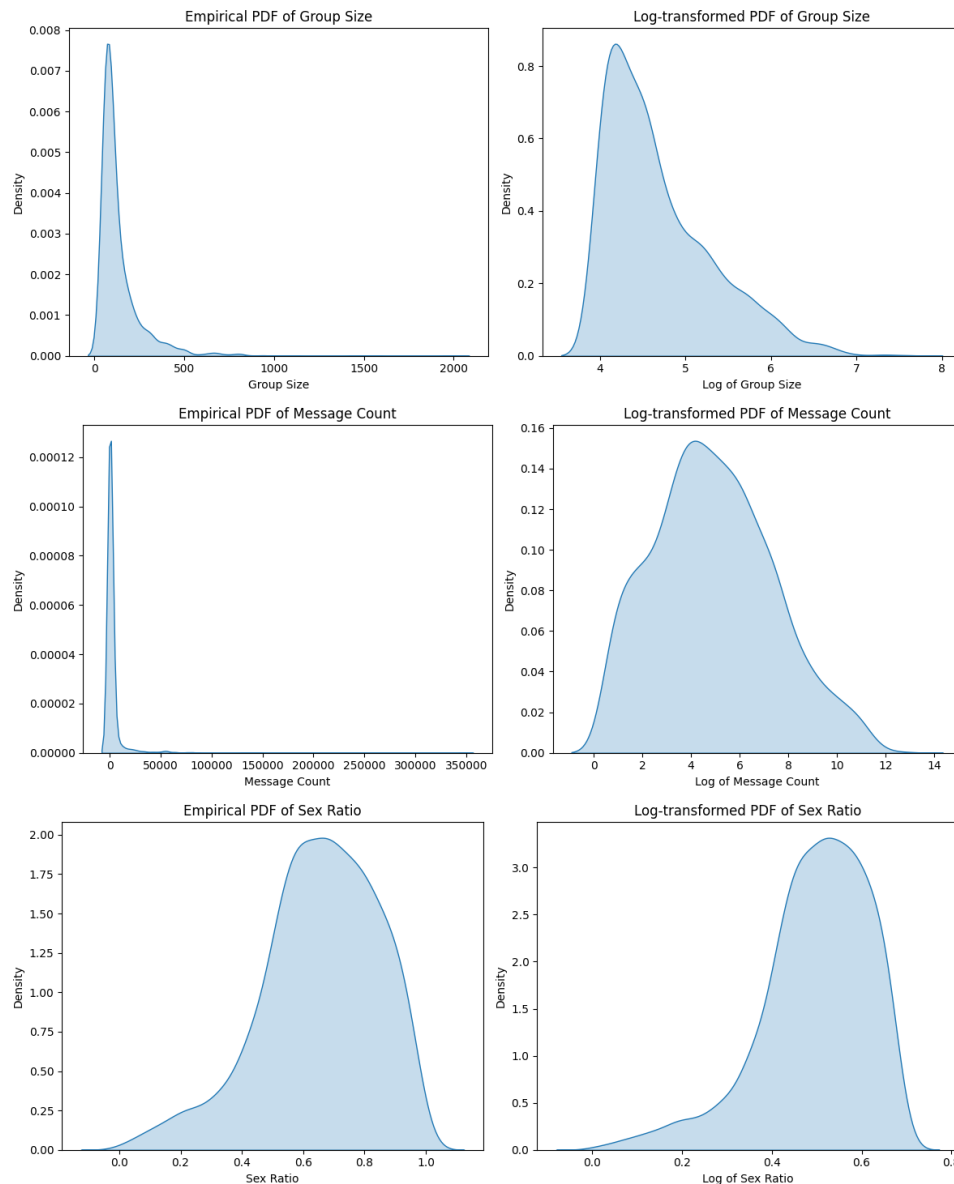 Empirical PDF of Group Size
0.008
0.007
0.006
0.005
0.004
0.003
0.002
0.001
0.000
Density
0 500 1000 1500 2000
Group Size
Log-transformed PDF of Group Size
0.8
0.6
0.4
0.2
0.0
Density
4 5 6 7 8
Log of Group Size
Empirical PDF of Message Count
0.00012
0.00010
0.00008
0.00006
0.00004
0.00002
0.00000
Density
0 50000 100000 150000 200000 250000 300000 350000
Message Count
Log-transformed PDF of Message Count
0.16
0.14
0.12
0.10
0.08
0.06
0.04
0.02
0.00
Density
0 2 4 6 8 10 12 14
Log of Message Count
Empirical PDF of Sex Ratio
2.00
1.75
1.50
1.25
1.00
0.75
0.50
0.25
0.00
Density
0.0 0.2 0.4 0.6 0.8 1.0
Sex Ratio
Log-transformed PDF of Sex Ratio
3.0
2.5
2.0
1.5
1.0
0.5
0.0
Density
0.0 0.2 0.4 0.6 0.8
Log of Sex Ratio